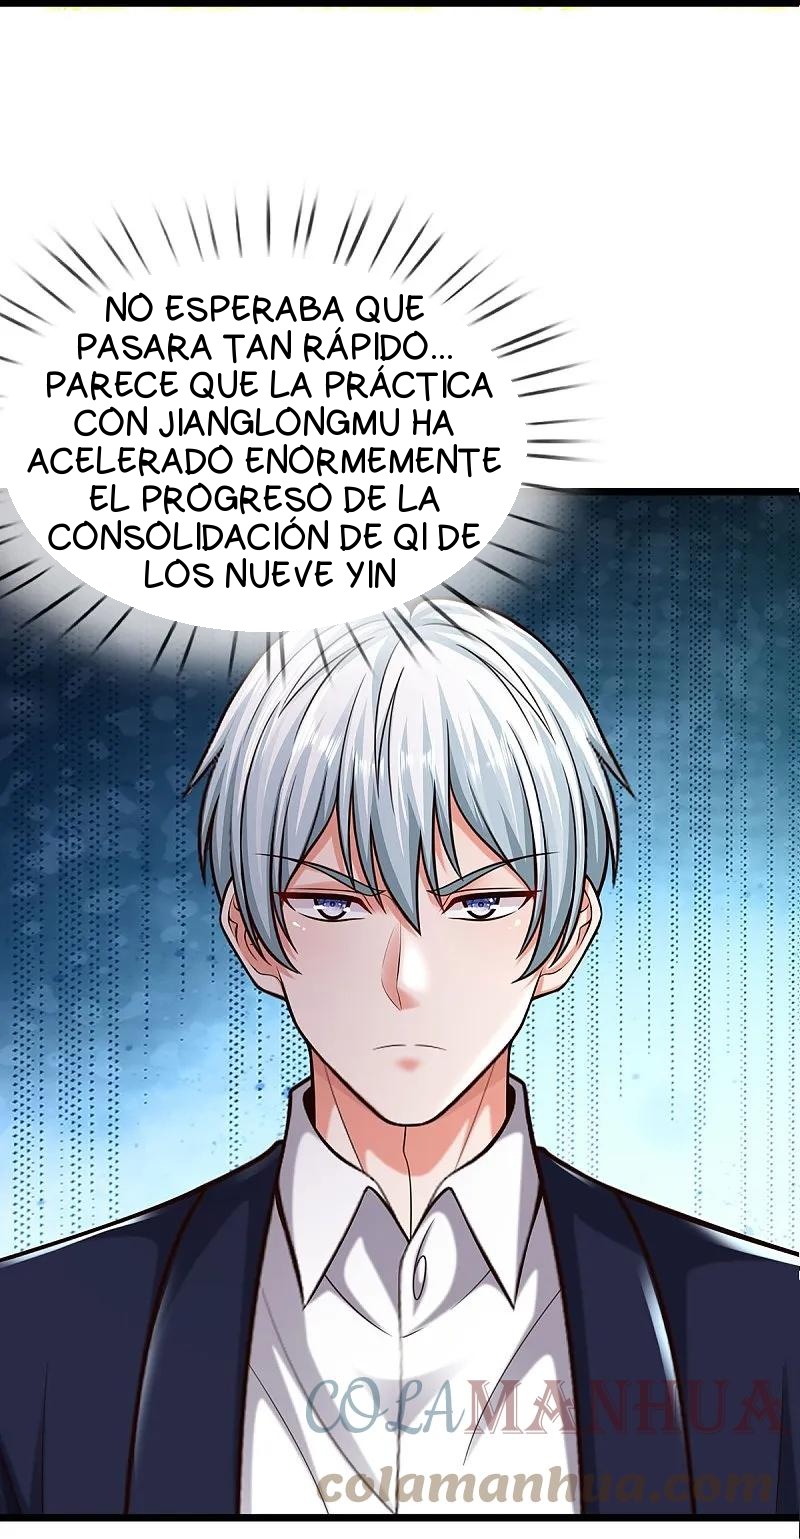 NO ESPERABA QUE
PASARA TAN RÁPIDO...
PARECE QUE LA PRÁCTICA
CON JIANGLONGMU HA
ACELERADO ENORMEMENTE
EL PROGRESO DE LA
CONSOLIDACIÓN DE QI DE
LOS NUEVE YIN
COLAMANHUA
colamanhua.com